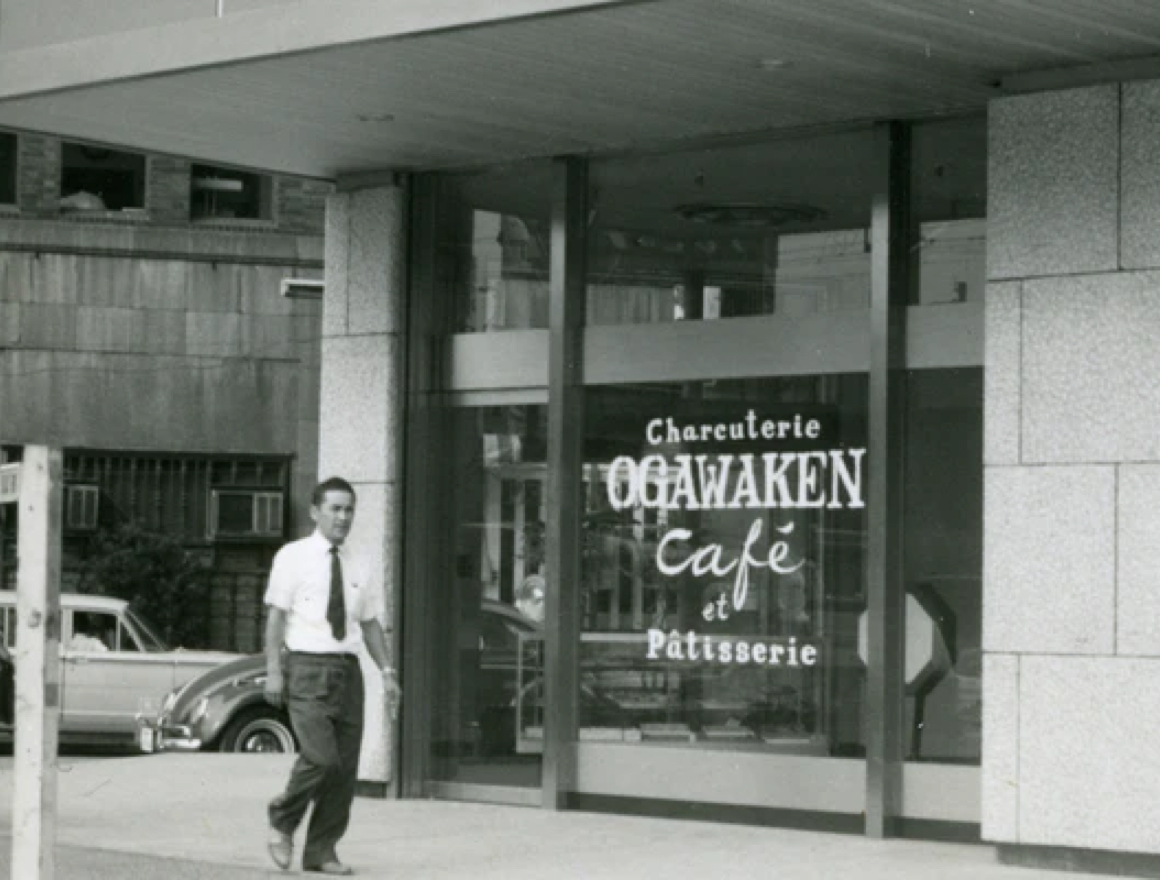 Charcuterie
OGAWAKEN
Café
et
Pâtisserie